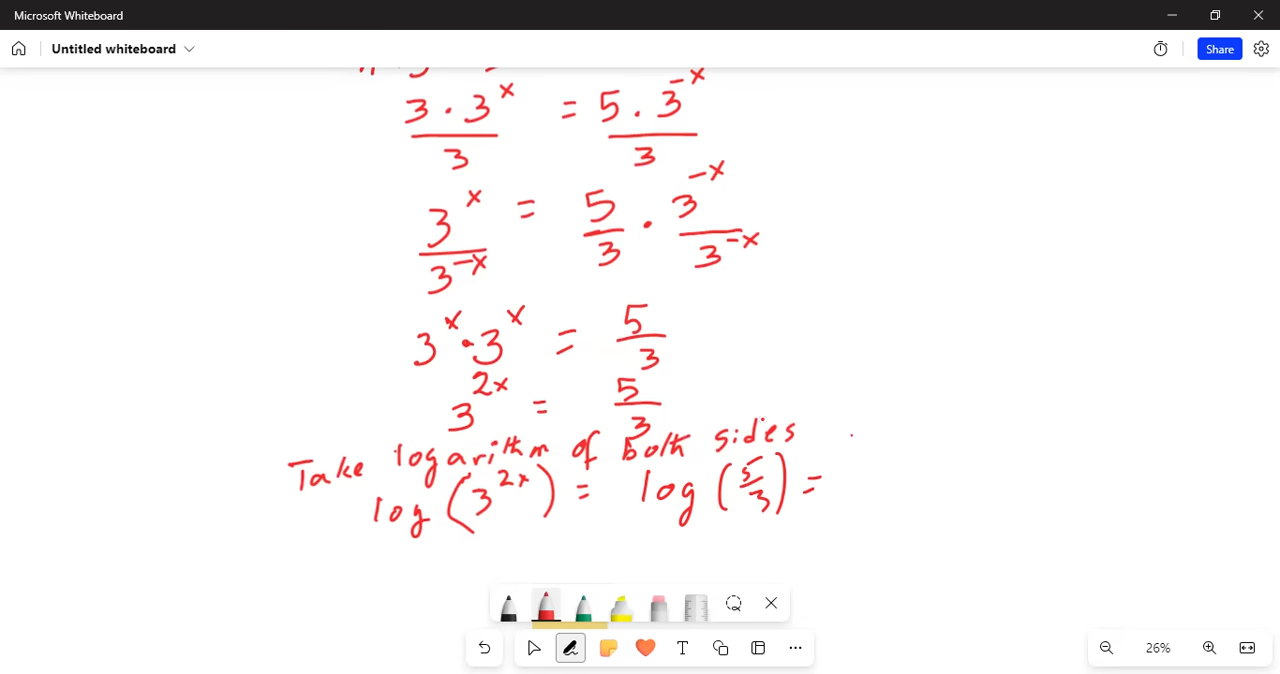 Microsoft Whiteboard
Untitled whiteboard
Share
3 · 3^x / 3 = 5 · 3^-x / 3
3^x / 3^-x = 5/3 · 3^-x / 3^-x
3^x · 3^x = 5/3
3^2x = 5/3
Take logarithm of both sides
log (3^2x) = log (5/3) =
T
26%